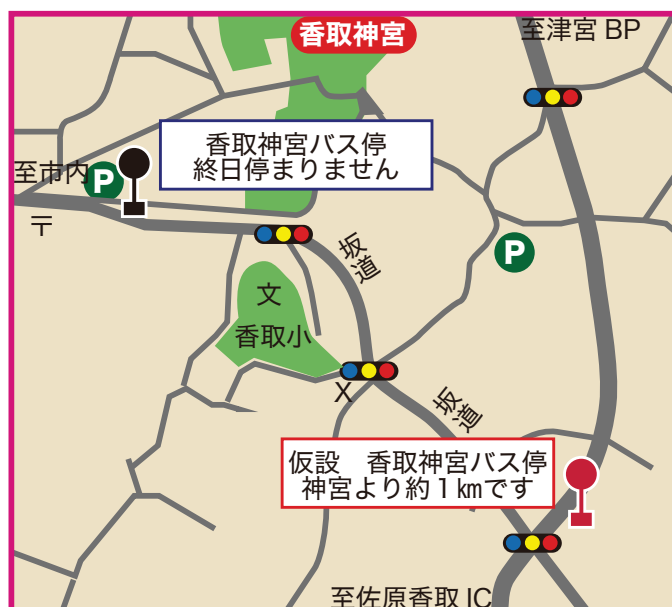 香取神宮
至津宮 BP
香取神宮バス停
終日停まりません
至市内
P
〒
坂道
P
文
香取小
X
坂道
仮設　香取神宮バス停
神宮より約1㎞です
至佐原香取 IC